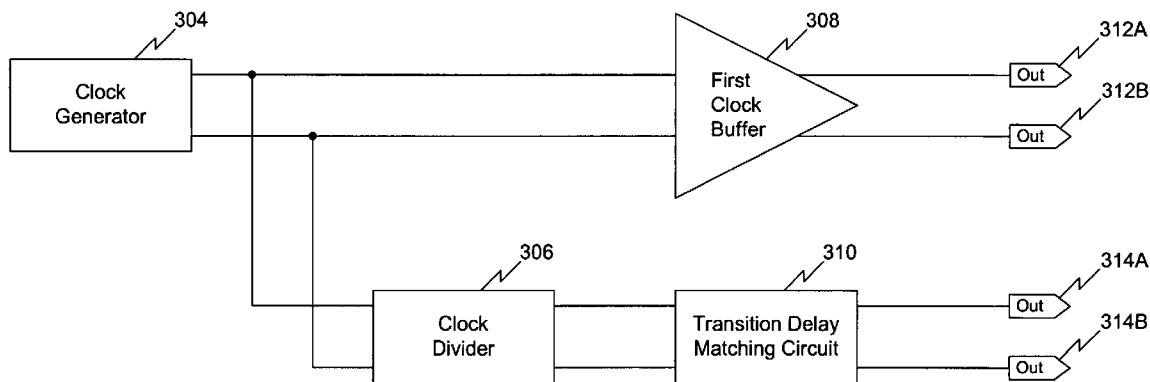 304
308
312A
Clock
Generator
First
Clock
Buffer
Out
312B
Out
306
310
314A
Clock
Divider
Transition Delay
Matching Circuit
Out
314B
Out